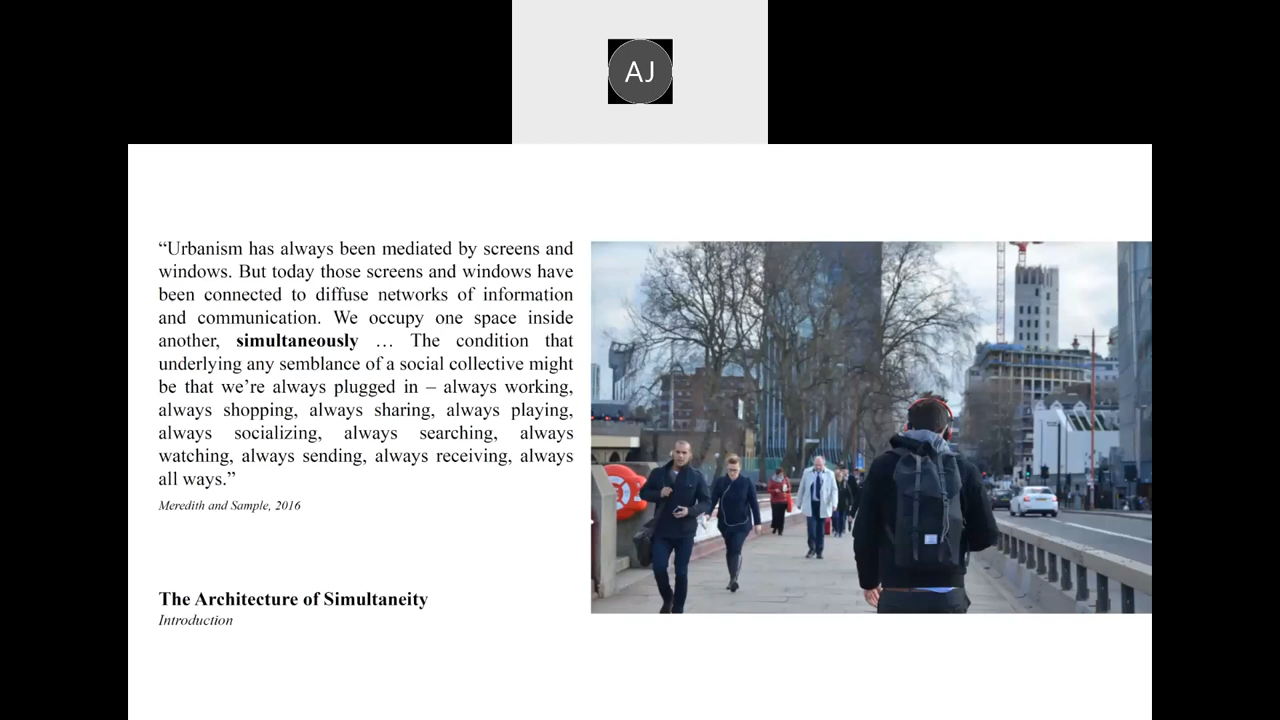 AJ
“Urbanism has always been mediated by screens and
windows. But today those screens and windows have
been connected to diffuse networks of information
and communication. We occupy one space inside
another, simultaneously … The condition that
underlying any semblance of a social collective might
be that we’re always plugged in – always working,
always shopping, always sharing, always playing,
always socializing, always searching, always
watching, always sending, always receiving, always
all ways.”
Meredith and Sample, 2016
The Architecture of Simultaneity
Introduction